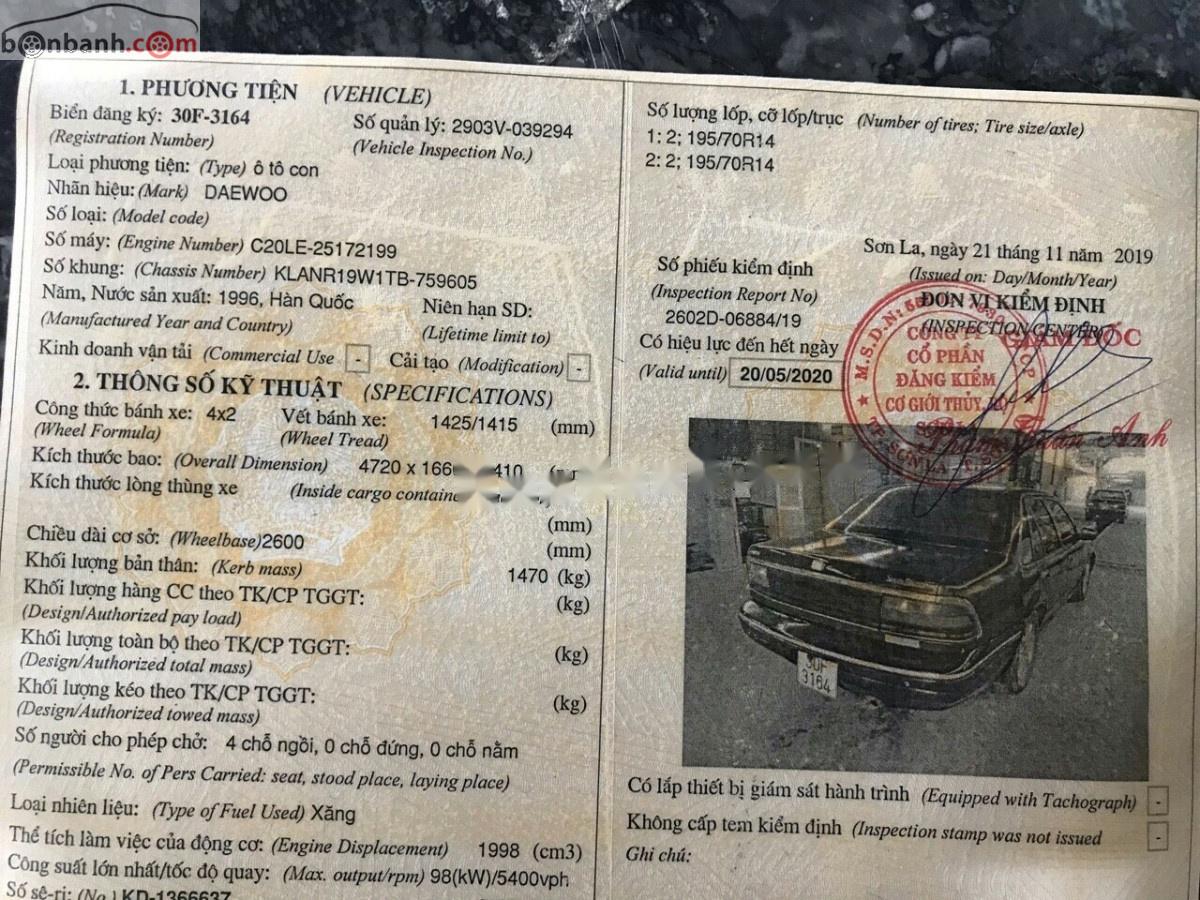 bonbanh.com
1. PHƯƠNG TIỆN (VEHICLE)
Biển đăng ký: 30F-3164 Số quản lý: 2903V-039294
(Registration Number) (Vehicle Inspection No.)
Loại phương tiện: (Type) ô tô con
Nhãn hiệu: (Mark) DAEWOO
Số loại: (Model code)
Số máy: (Engine Number) C20LE-25172199
Số khung: (Chassis Number) KLANR19W1TB-759605
Năm, Nước sản xuất: 1996, Hàn Quốc Niên hạn SD:
(Manufactured Year and Country) (Lifetime limit to)
Kinh doanh vận tải (Commercial Use - Cải tạo (Modification) -
2. THÔNG SỐ KỸ THUẬT (SPECIFICATIONS)
Công thức bánh xe: 4x2 Vết bánh xe: 1425/1415 (mm)
(Wheel Formula) (Wheel Tread)
Kích thước bao: (Overall Dimension) 4720 x 166 410
Kích thước lòng thùng xe (Inside cargo containe
(mm)
Chiều dài cơ sở: (Wheelbase)2600 (mm)
Khối lượng bản thân: (Kerb mass) 1470 (kg)
Khối lượng hàng CC theo TK/CP TGGT: (kg)
(Design/Authorized pay load)
Khối lượng toàn bộ theo TK/CP TGGT: (kg)
(Design/Authorized total mass)
Khối lượng kéo theo TK/CP TGGT: (kg)
(Design/Authorized towed mass)
Số người cho phép chở: 4 chỗ ngồi, 0 chỗ đứng, 0 chỗ nằm
(Permissible No. of Pers Carried: seat, stood place, laying place)
Loại nhiên liệu: (Type of Fuel Used) Xăng
Thể tích làm việc của động cơ: (Engine Displacement) 1998 (cm3)
Công suất lớn nhất/tốc độ quay: (Max. output/rpm) 98(kW)/5400vph
Số sê-ri: (No.) KD-1366637
Số lượng lốp, cỡ lốp/trục (Number of tires; Tire size/axle)
1: 2; 195/70R14
2: 2; 195/70R14
Sơn La, ngày 21 tháng 11 năm 2019
(Issued on: Day/Month/Year)
Số phiếu kiểm định
(Inspection Report No)
2602D-06884/19
Có hiệu lực đến hết ngày
(Valid until) 20/05/2020
ĐƠN VỊ KIỂM ĐỊNH
(INSPECTION CENTER)
GIÁM ĐỐC
M.S.D.N:
CÔNG TY
CỔ PHẦN
ĐĂNG KIỂM
CƠ GIỚI THỦY, BỘ
TP. SƠN LA
Anh
30F
3164
Có lắp thiết bị giám sát hành trình (Equipped with Tachograph) -
Không cấp tem kiểm định (Inspection stamp was not issued -
Ghi chú: